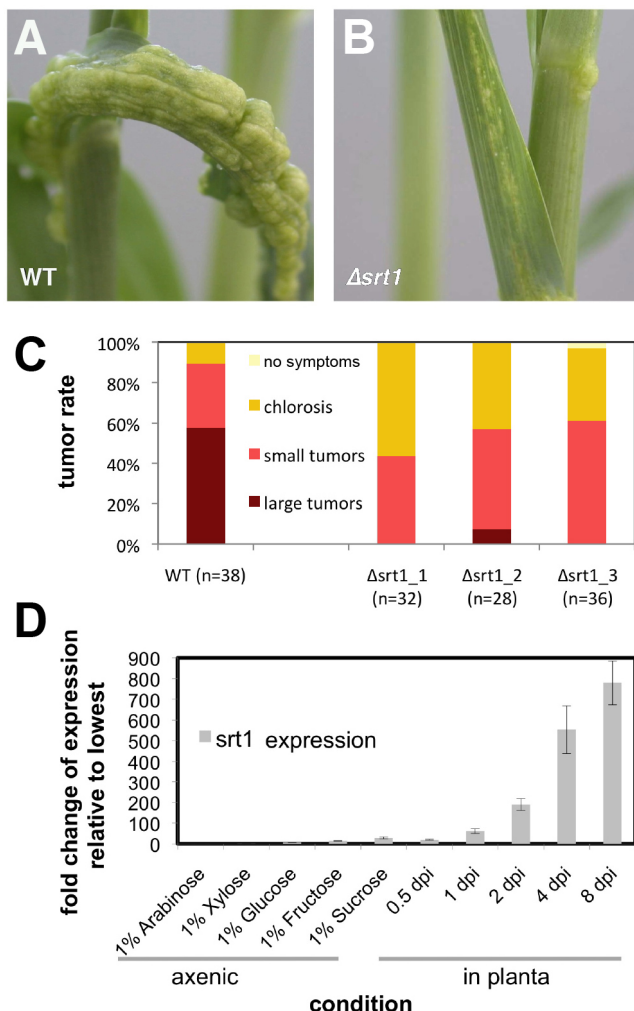 A
WT
B
Δsrt1
C
tumor rate
100%
80%
60%
40%
20%
0%
no symptoms
chlorosis
small tumors
large tumors
WT (n=38)
Δsrt1_1
(n=32)
Δsrt1_2
(n=28)
Δsrt1_3
(n=36)
D
fold change of expression
relative to lowest
900
800
700
600
500
400
300
200
100
0
srt1 expression
1% Arabinose
1% Xylose
1% Glucose
1% Fructose
1% Sucrose
0.5 dpi
1 dpi
2 dpi
4 dpi
8 dpi
axenic
in planta
condition